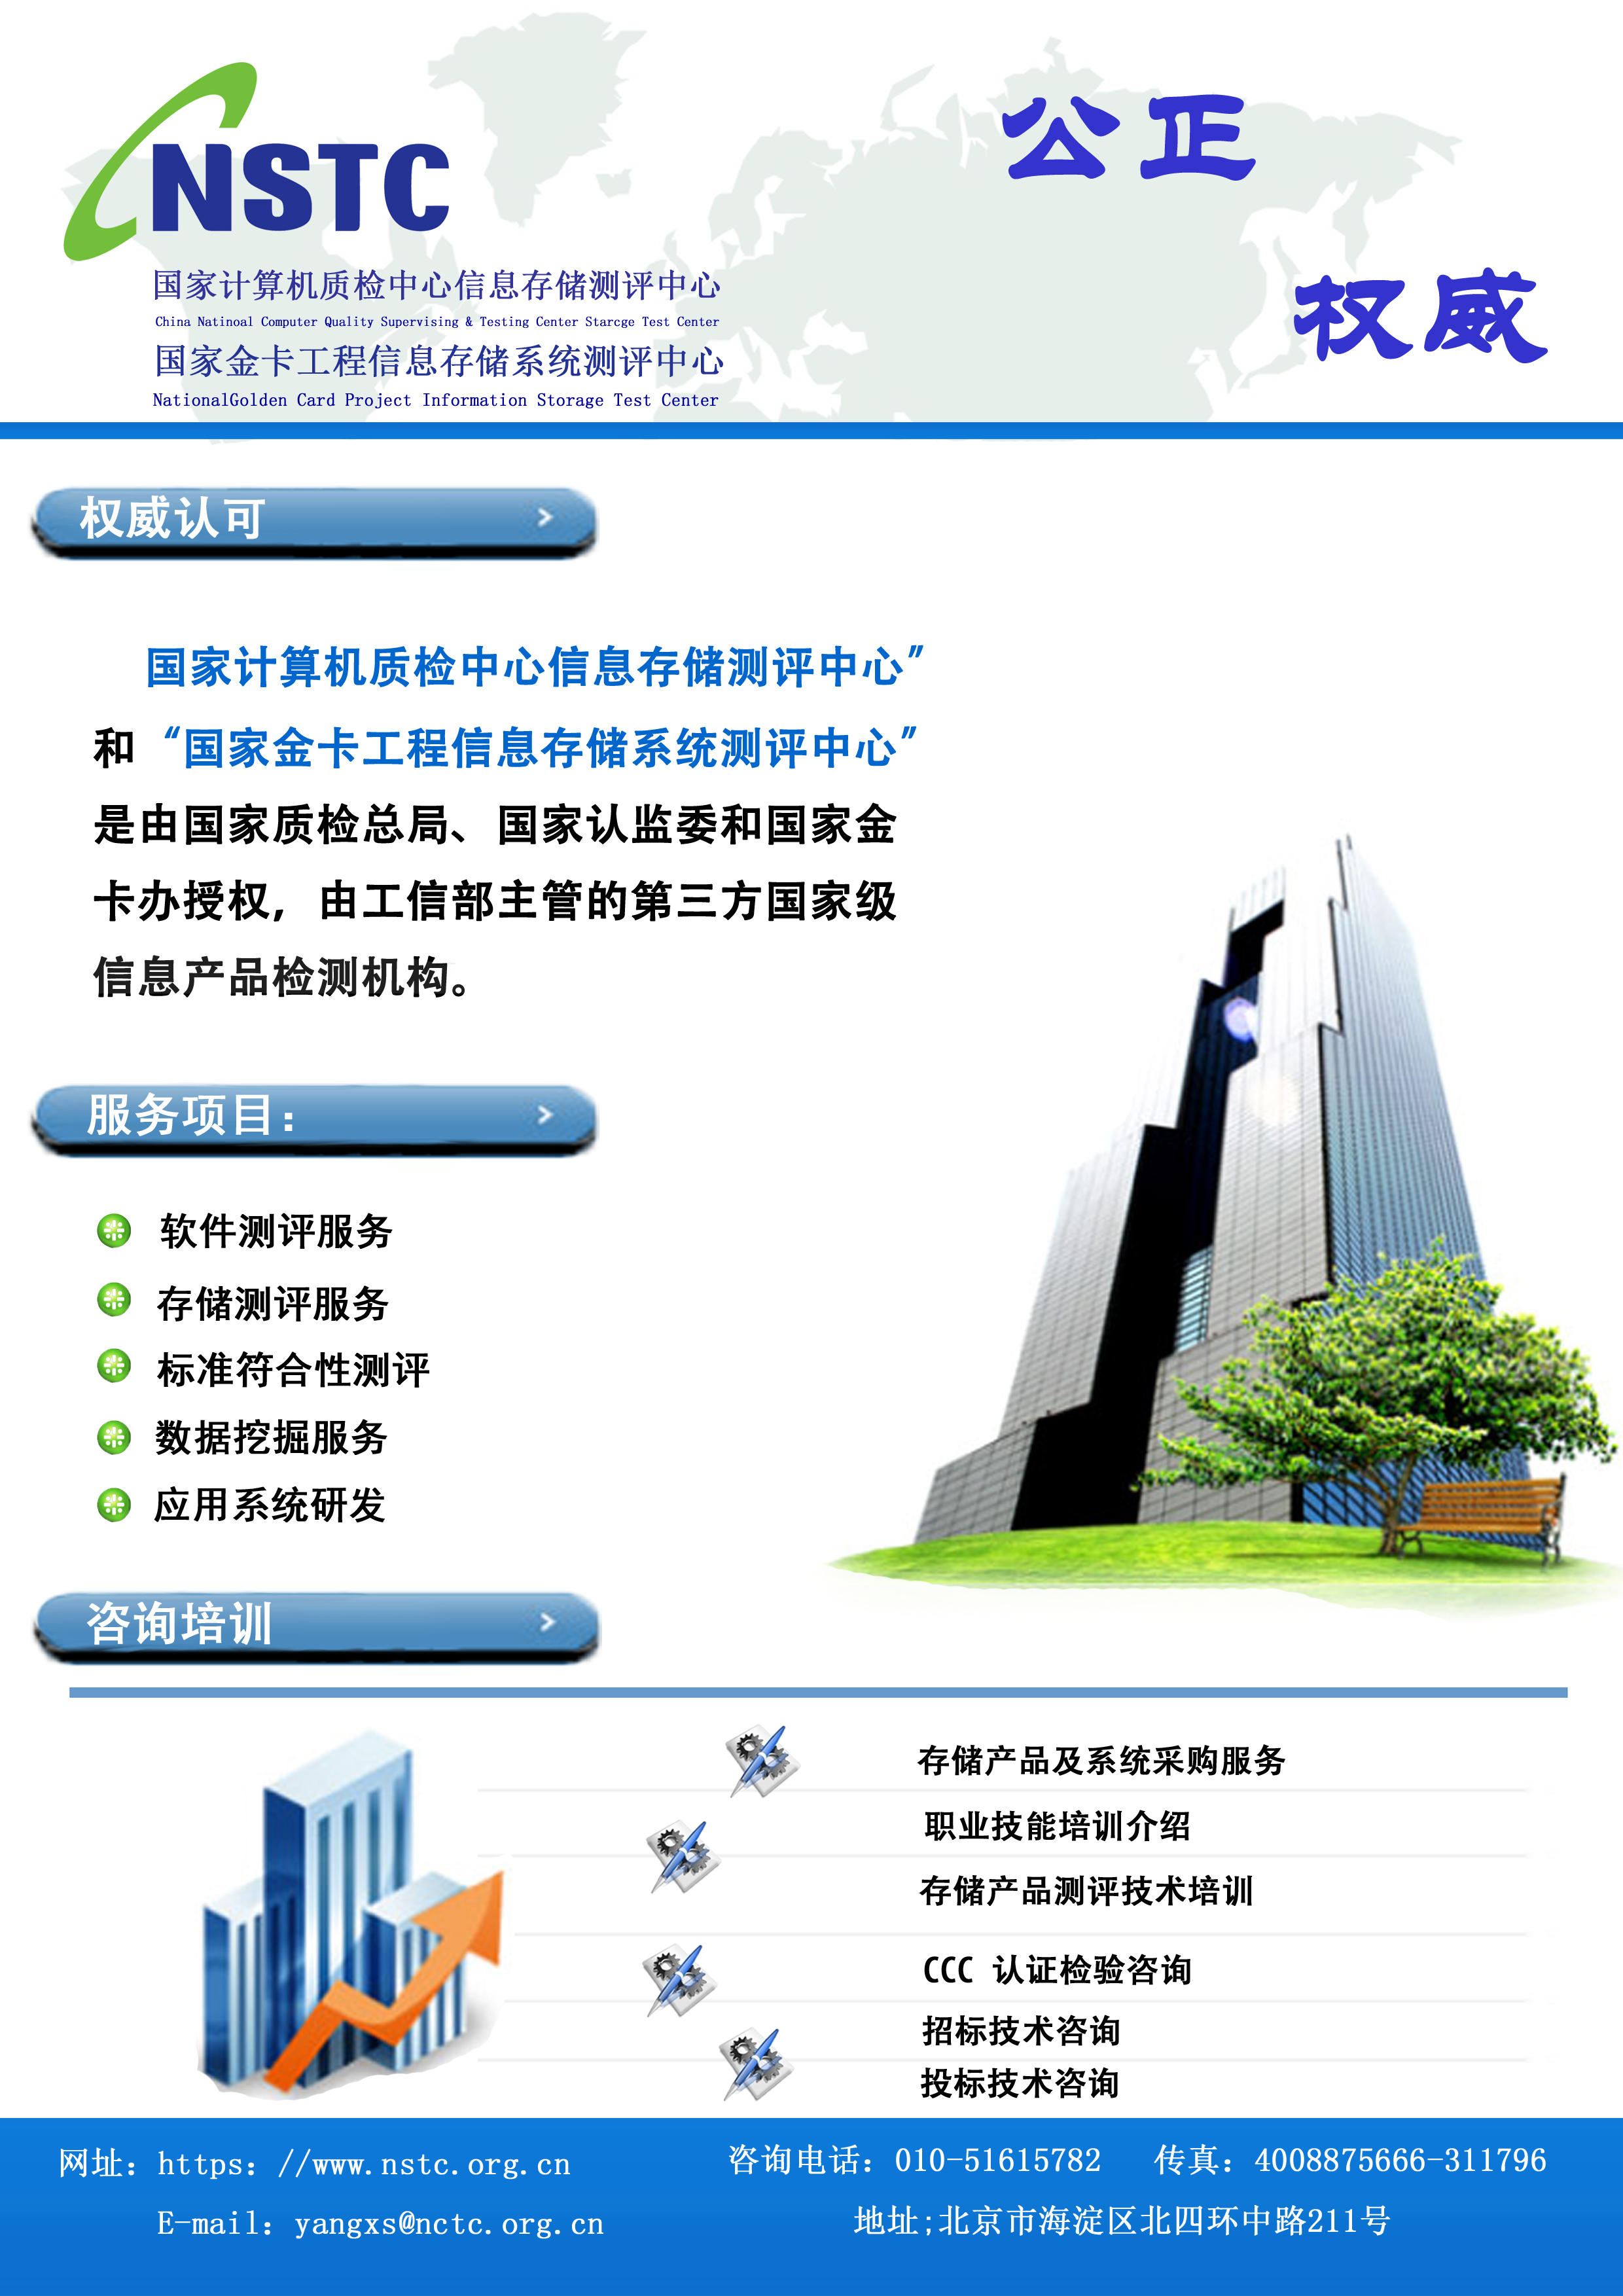 NSTC
公正
权威
国家计算机质检中心信息存储测评中心
China Natinoal Computer Quality Supervising & Testing Center Starcge Test Center
国家金卡工程信息存储系统测评中心
NationalGolden Card Project Information Storage Test Center
权威认可
国家计算机质检中心信息存储测评中心”
和“国家金卡工程信息存储系统测评中心”
是由国家质检总局、国家认监委和国家金
卡办授权，由工信部主管的第三方国家级
信息产品检测机构。
服务项目：
软件测评服务
存储测评服务
标准符合性测评
数据挖掘服务
应用系统研发
咨询培训
存储产品及系统采购服务
职业技能培训介绍
存储产品测评技术培训
CCC 认证检验咨询
招标技术咨询
投标技术咨询
网址：https：//www.nstc.org.cn
E-mail：yangxs@nctc.org.cn
咨询电话：010-51615782 传真：4008875666-311796
地址;北京市海淀区北四环中路211号